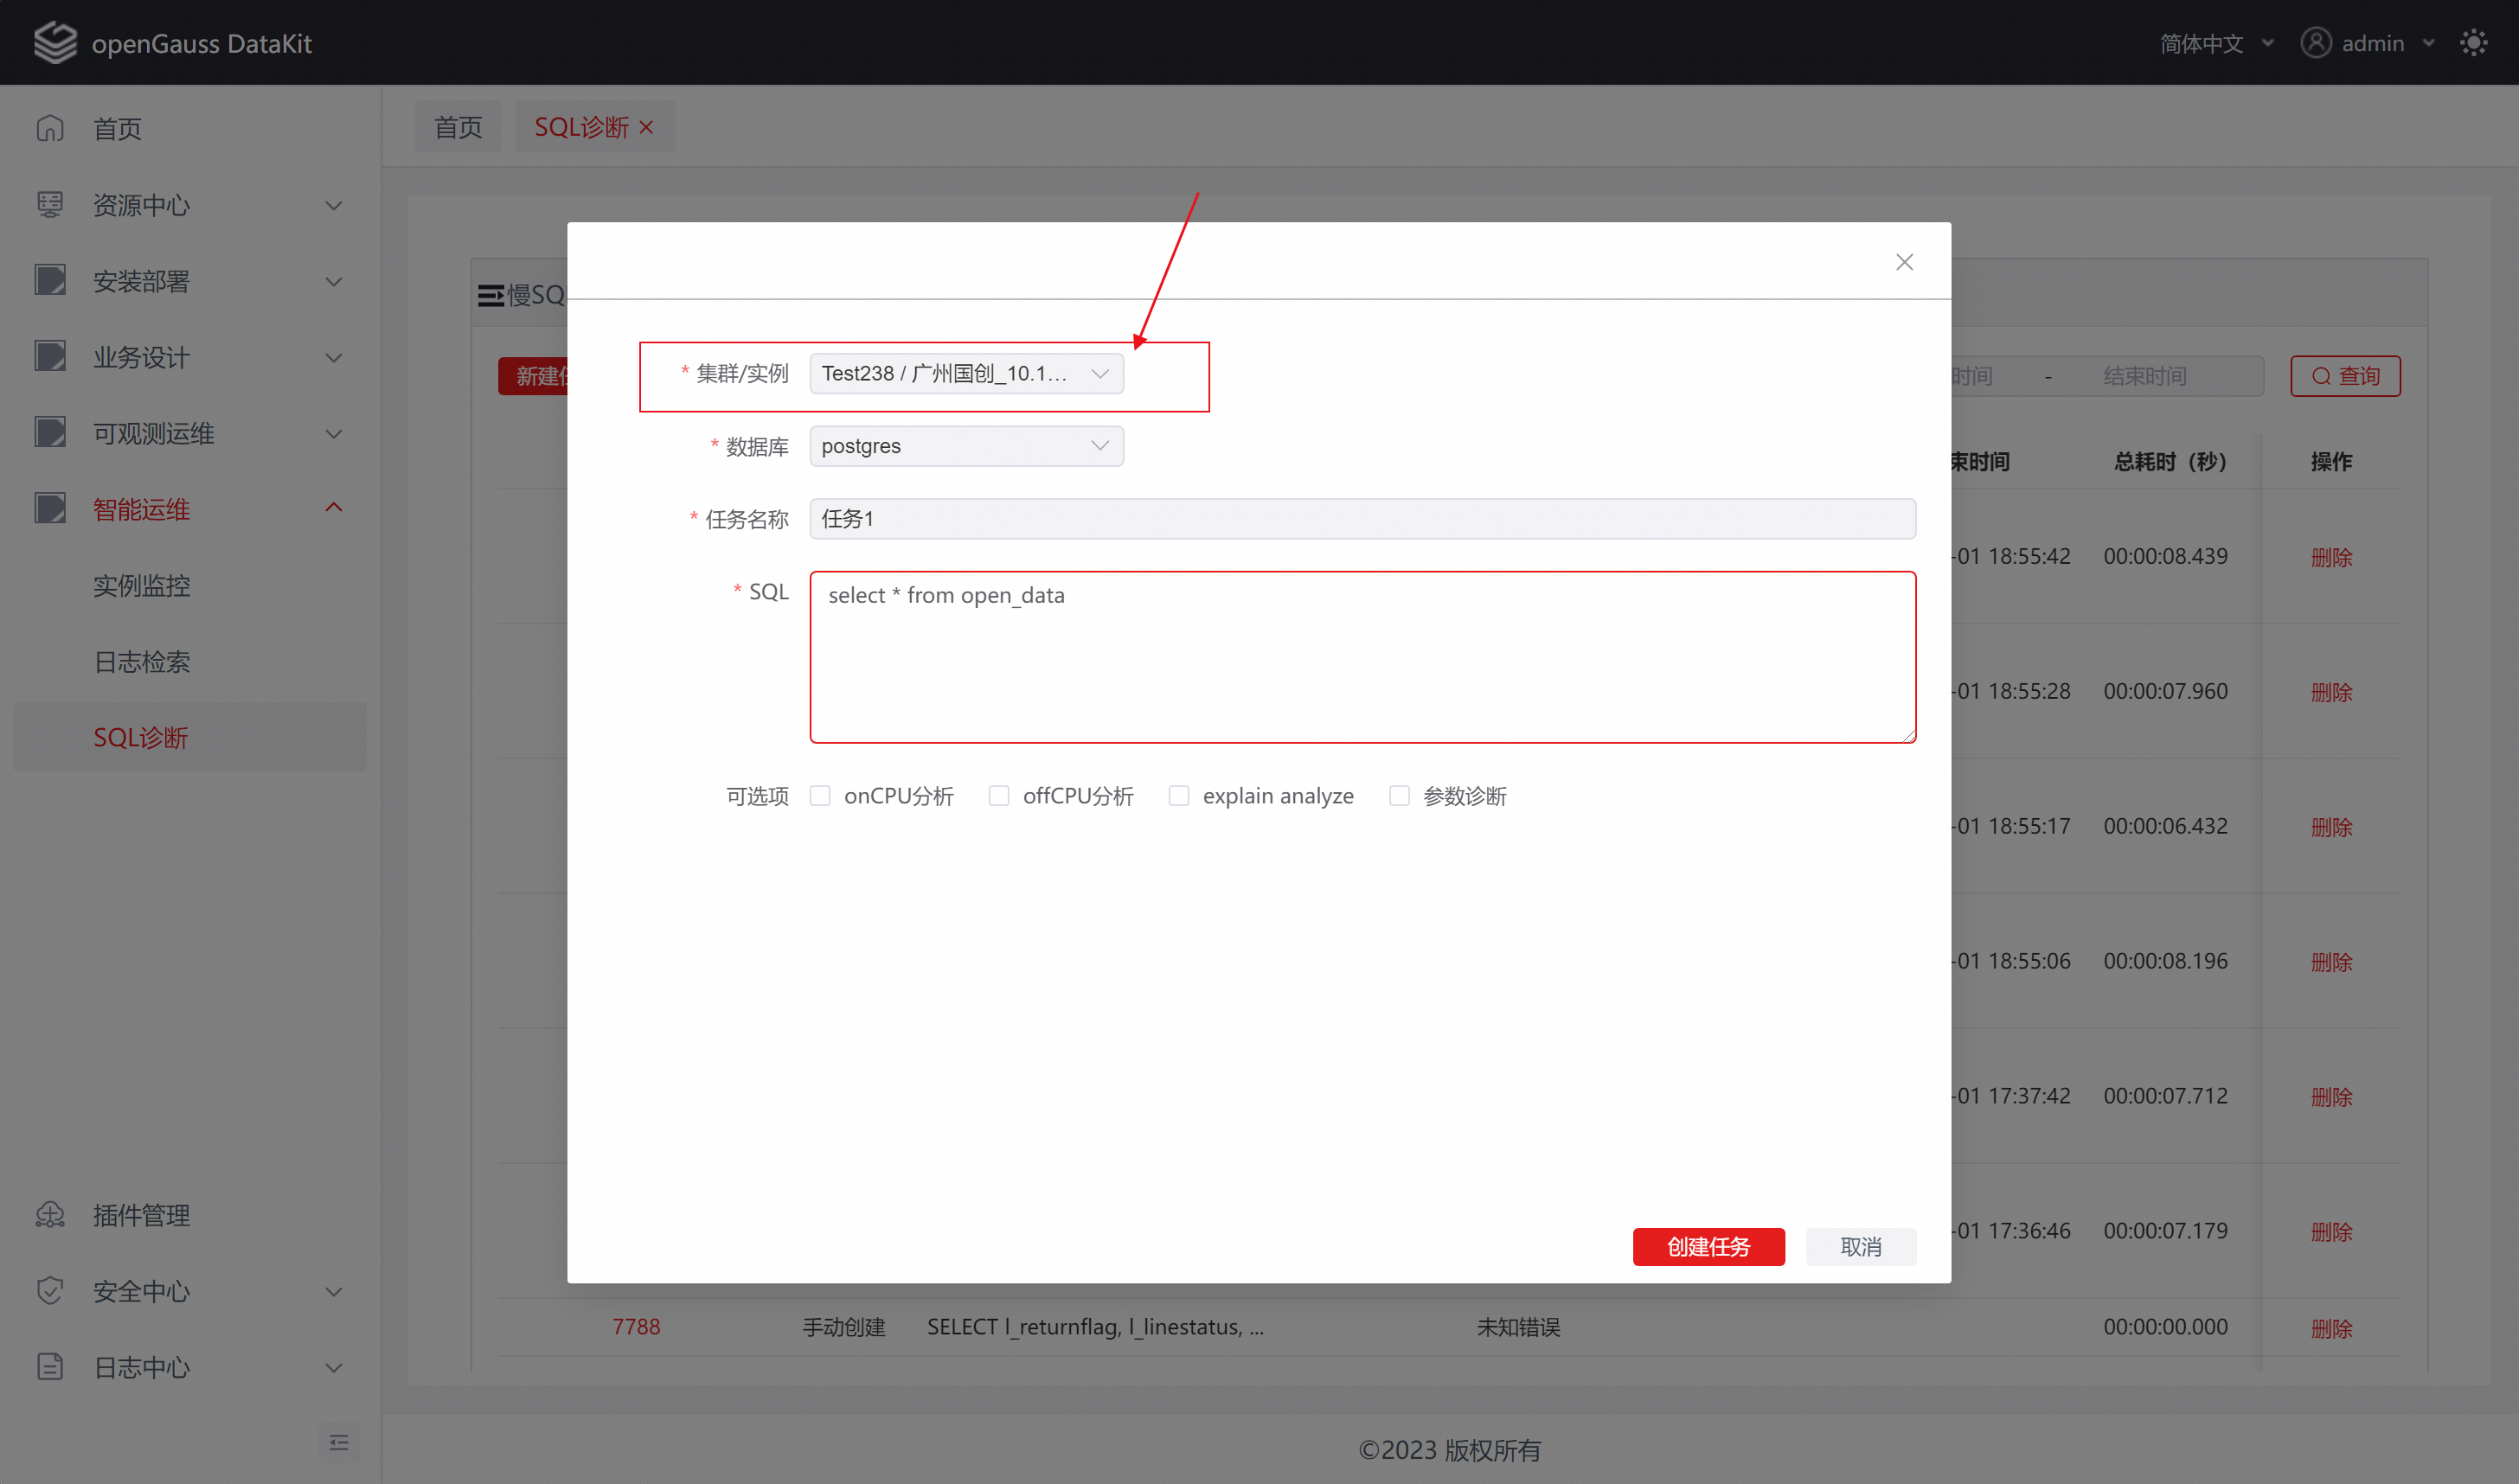 openGauss DataKit
简体中文
admin
首页
资源中心
安装部署
业务设计
可观测运维
智能运维
实例监控
日志检索
SQL诊断
插件管理
安全中心
日志中心
首页
SQL诊断
慢SQ
新建
时间 - 结束时间
查询
束时间 总耗时（秒） 操作
-01 18:55:42 00:00:08.439 删除
-01 18:55:28 00:00:07.960 删除
-01 18:55:17 00:00:06.432 删除
-01 18:55:06 00:00:08.196 删除
-01 17:37:42 00:00:07.712 删除
-01 17:36:46 00:00:07.179 删除
7788 手动创建 SELECT l_returnflag, l_linestatus, ... 未知错误 00:00:00.000 删除
* 集群/实例 Test238 / 广州国创_10.1...
* 数据库 postgres
* 任务名称 任务1
* SQL select * from open_data
可选项 onCPU分析 offCPU分析 explain analyze 参数诊断
创建任务 取消
©2023 版权所有